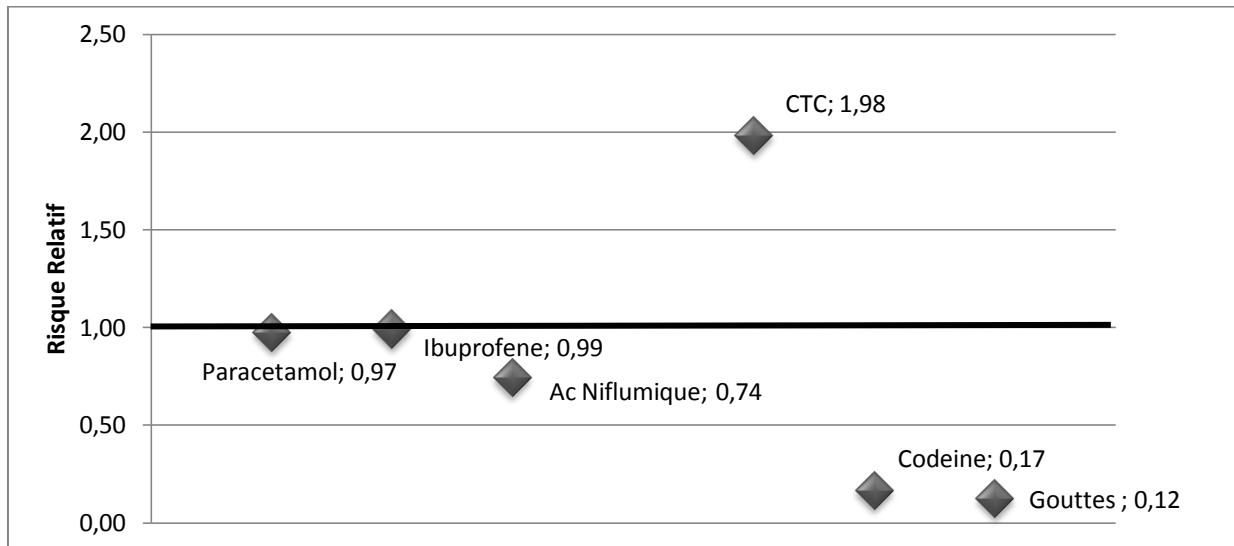 2,50
2,00
1,50
1,00
0,50
0,00
Risque Relatif
CTC; 1,98
Ibuprofene; 0,99
Paracetamol; 0,97
Ac Niflumique; 0,74
Codeine; 0,17
Gouttes ; 0,12